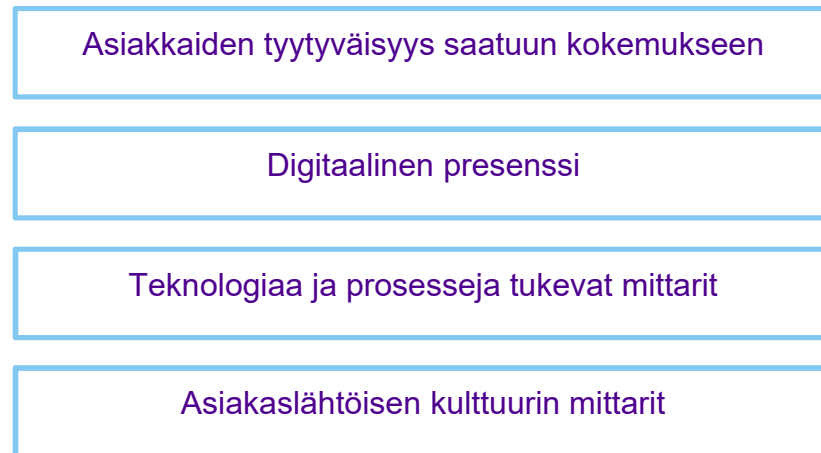 Asiakkaiden tyytyväisyys saatuun kokemukseen
Digitaalinen presenssi
Teknologiaa ja prosesseja tukevat mittarit
Asiakaslähtöisen kulttuurin mittarit